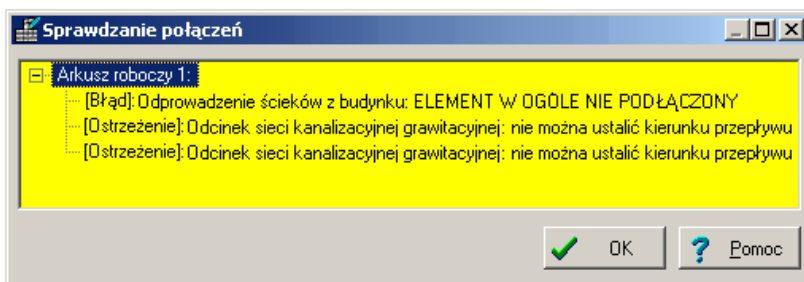 Sprawdzanie połączeń
Arkusz roboczy 1:
[Błąd]: Odprowadzenie ścieków z budynku: ELEMENT W OGÓLE NIE PODŁĄCZONY
[Ostrzeżenie]: Odcinek sieci kanalizacyjnej grawitacyjnej: nie można ustalić kierunku przepływu
[Ostrzeżenie]: Odcinek sieci kanalizacyjnej grawitacyjnej: nie można ustalić kierunku przepływu
OK
Pomoc